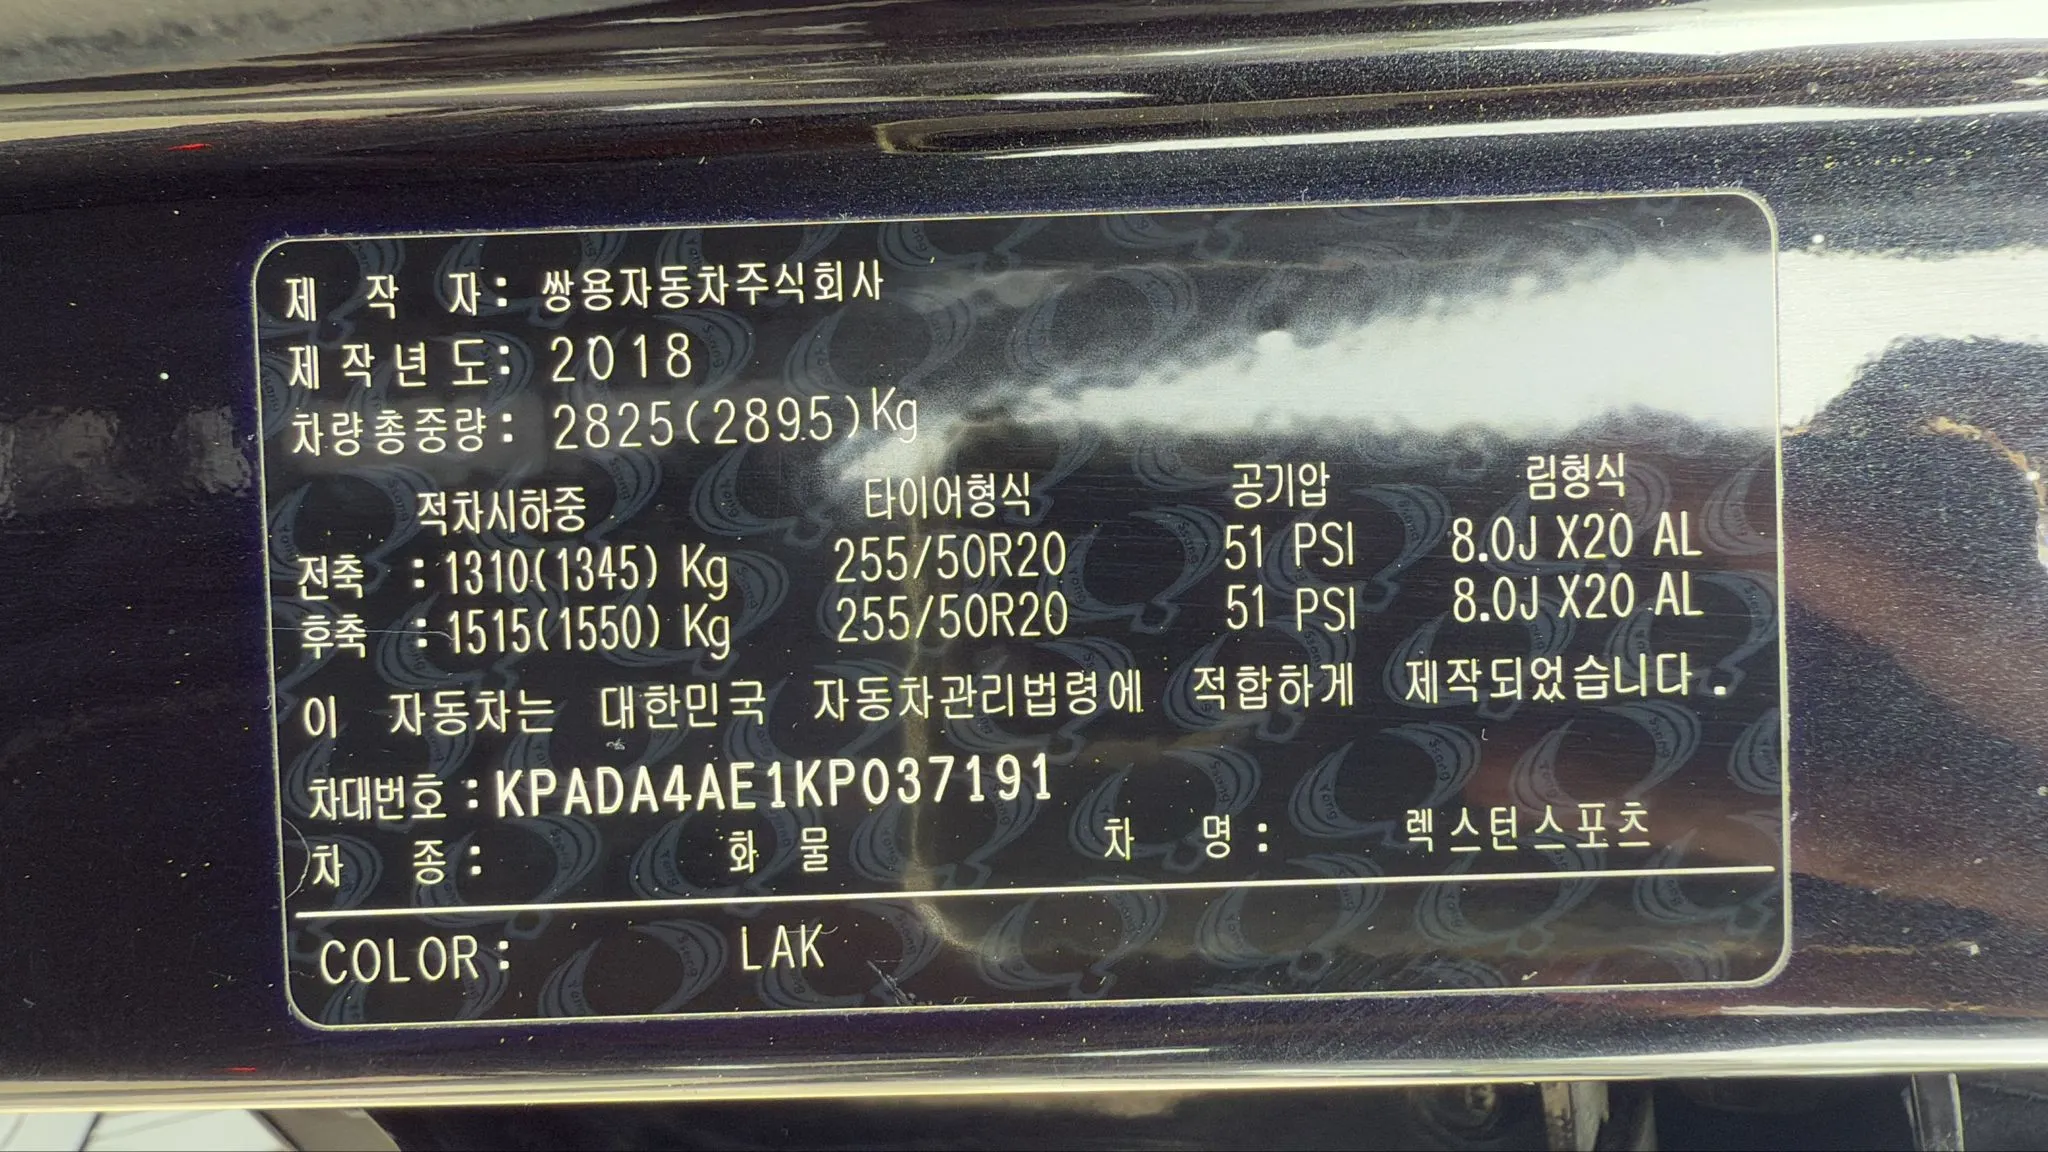 제 작 자 : 쌍용자동차주식회사
제작년도 : 2018
차량총중량 : 2825(2895)Kg
적차시하중 타이어형식 공기압 림형식
전축 : 1310(1345) Kg 255/50R20 51 PSI 8.0J X20 AL
후축 : 1515(1550) Kg 255/50R20 51 PSI 8.0J X20 AL
이 자동차는 대한민국 자동차관리법령에 적합하게 제작되었습니다.
차대번호 : KPADA4AE1KP037191
차 종 : 화 물 차 명 : 렉스턴스포츠
COLOR : LAK